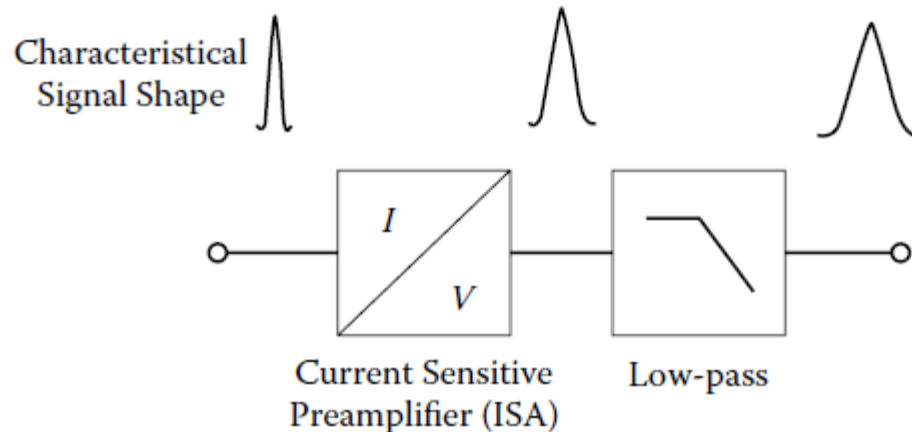 Characteristical
Signal Shape
I
V
Current Sensitive
Preamplifier (ISA)
Low-pass